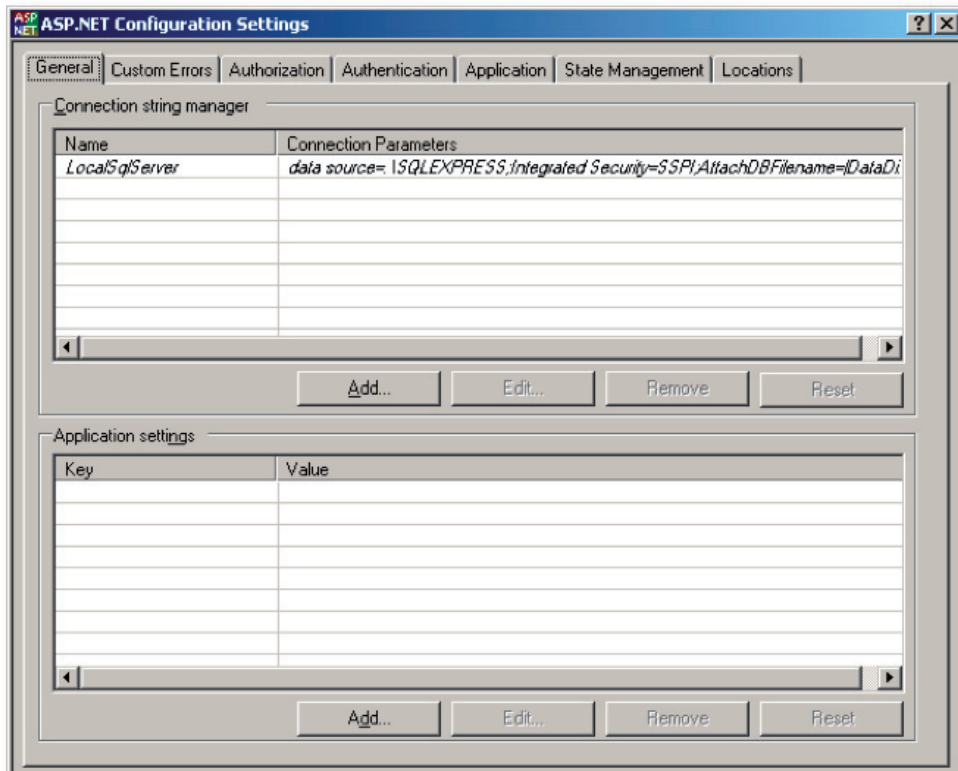 ASP.NET ASP.NET Configuration Settings
General Custom Errors Authorization Authentication Application State Management Locations
Connection string manager
Name Connection Parameters
LocalSqlServer data source=.\SQLEXPRESS;Integrated Security=SSPI;AttachDBFilename=|DataDi
Add... Edit... Remove Reset
Application settings
Key Value
Add... Edit... Remove Reset